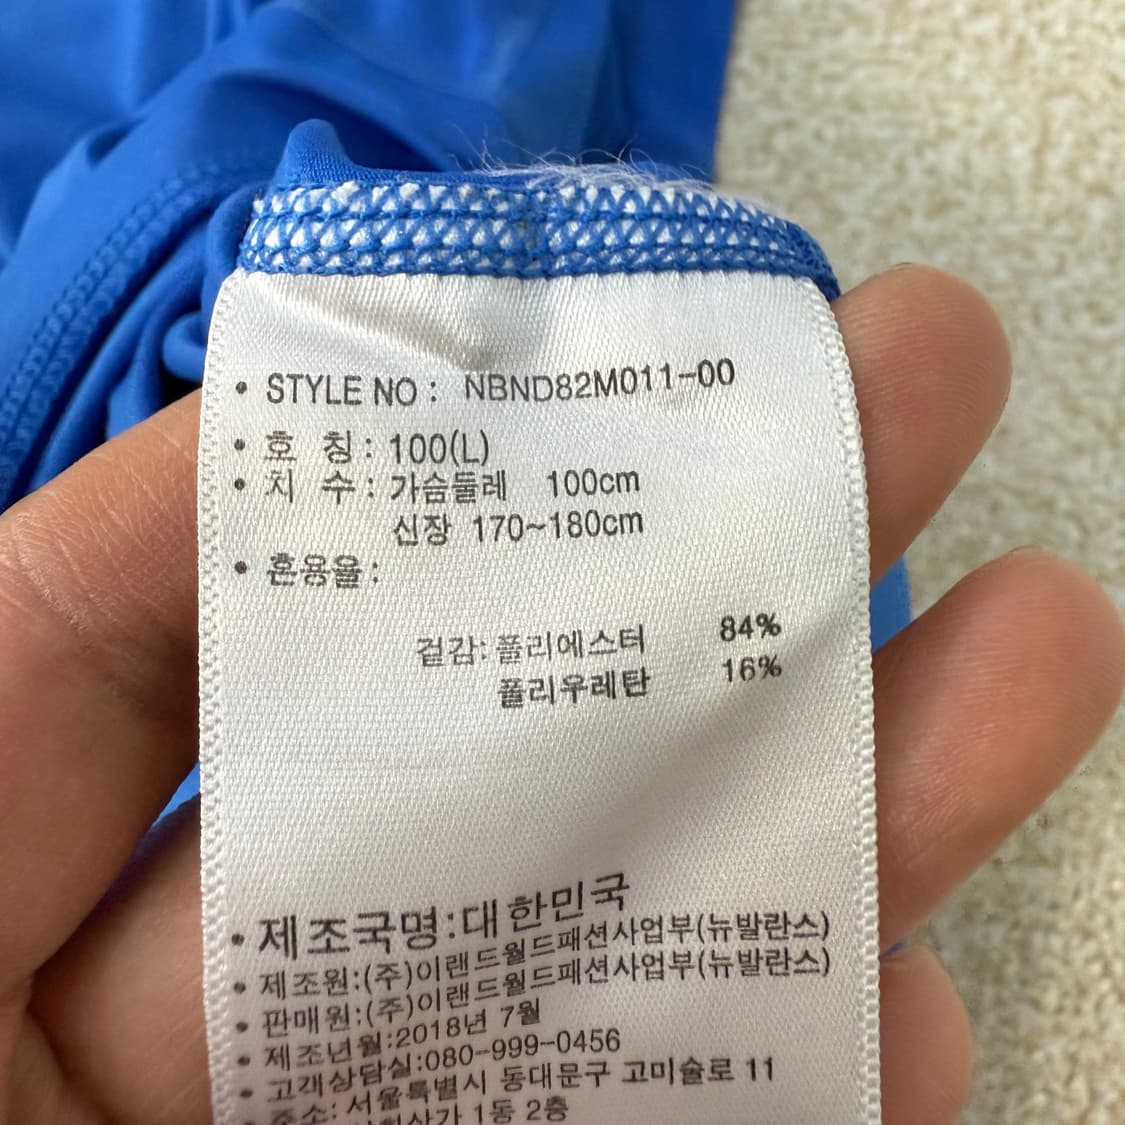 • STYLE NO : NBND82M011-00
• 호 칭 : 100(L)
• 치 수 : 가슴둘레 100cm
신장 170~180cm
• 혼용율 :
겉감: 폴리에스터 84%
폴리우레탄 16%
• 제조국명:대한민국
• 제조원:(주)이랜드월드패션사업부(뉴발란스)
• 판매원:(주)이랜드월드패션사업부(뉴발란스)
• 제조년월:2018년 7월
• 고객상담실:080-999-0456
• 주소: 서울특별시 동대문구 고미술로 11
1동 2층